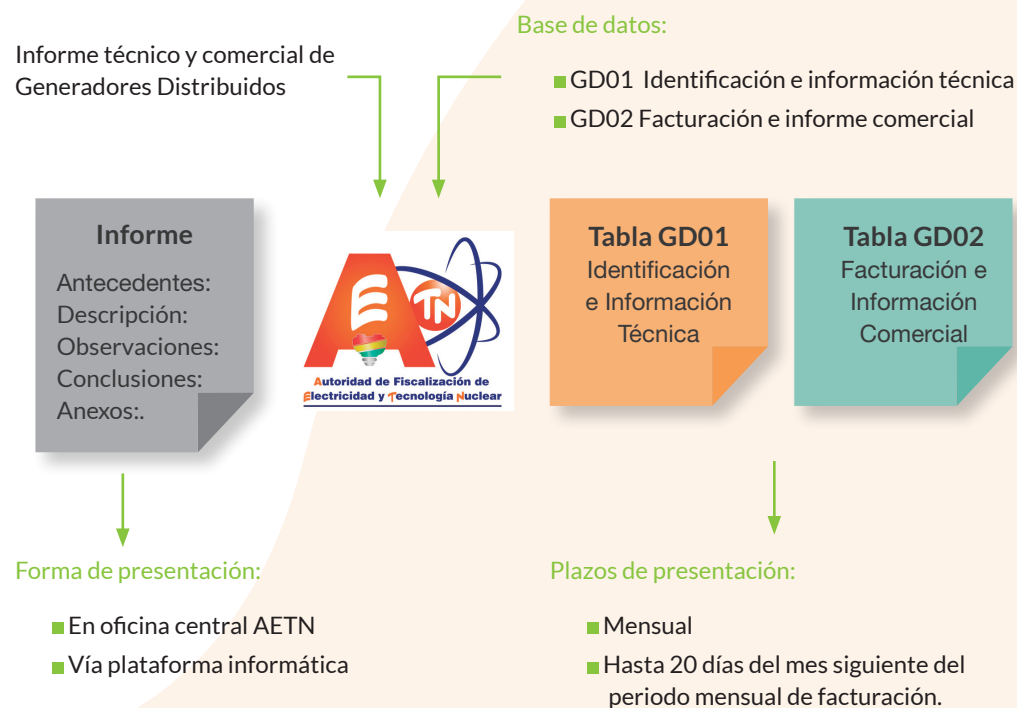 Informe técnico y comercial de
Generadores Distribuidos
Base de datos:
GD01 Identificación e información técnica
GD02 Facturación e informe comercial
Informe
Antecedentes:
Descripción:
Observaciones:
Conclusiones:
Anexos:.
AETN
Autoridad de Fiscalización de
Electricidad y Tecnología Nuclear
Tabla GD01
Identificación
e Información
Técnica
Tabla GD02
Facturación e
Información
Comercial
Forma de presentación:
En oficina central AETN
Vía plataforma informática
Plazos de presentación:
Mensual
Hasta 20 días del mes siguiente del
periodo mensual de facturación.